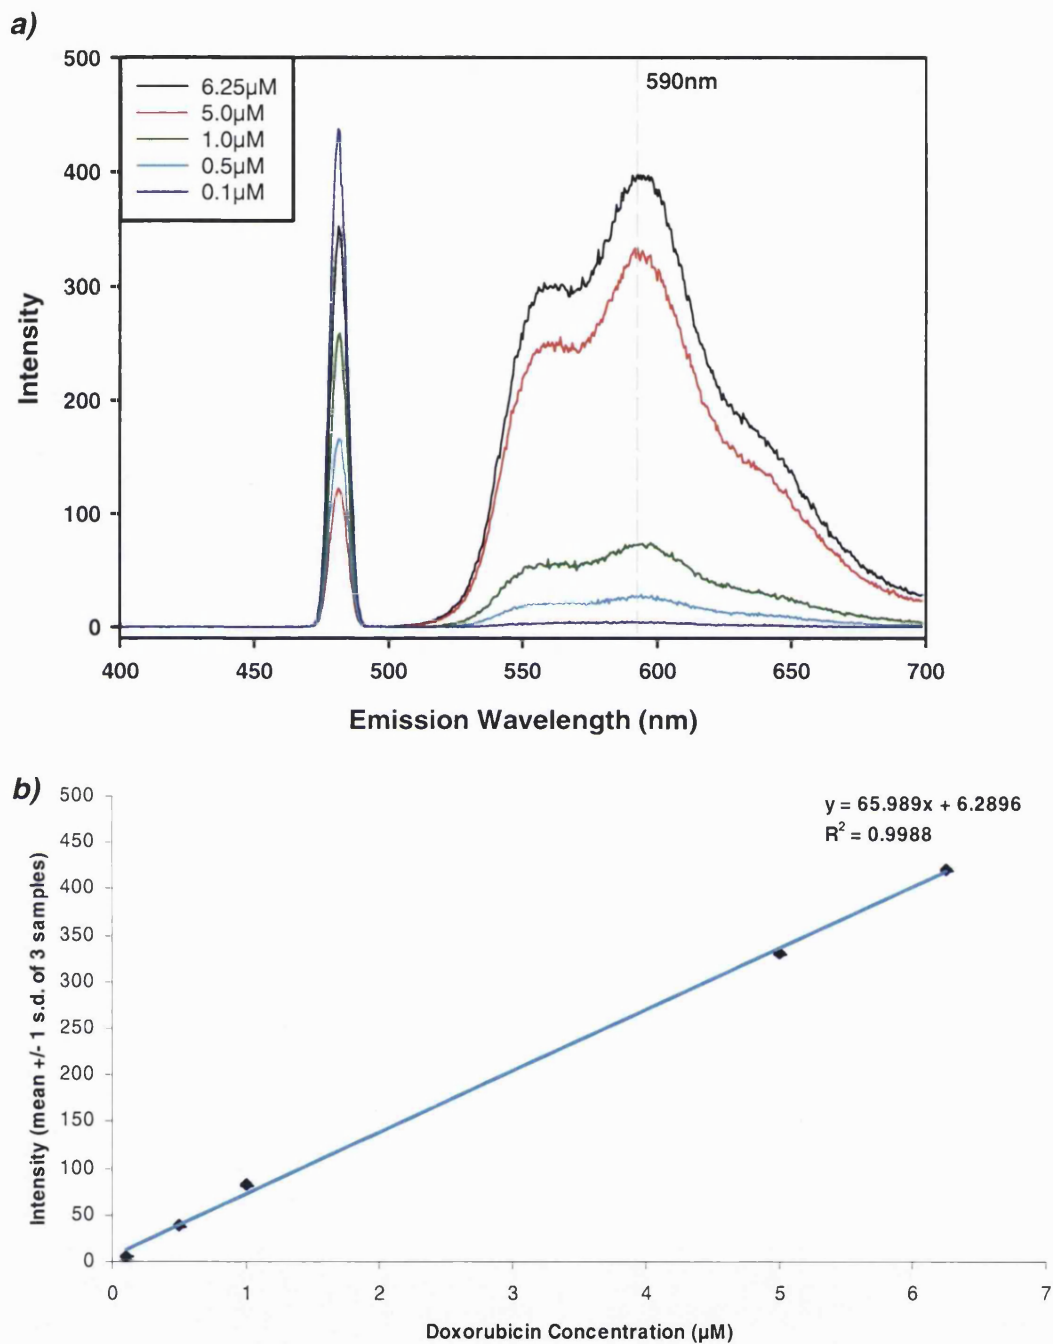 a)
500
400
300
200
100
0
Intensity
6.25µM
5.0µM
1.0µM
0.5µM
0.1µM
590nm
400 450 500 550 600 650 700
Emission Wavelength (nm)
b)
500
450
400
350
300
250
200
150
100
50
0
Intensity (mean +/- 1 s.d. of 3 samples)
y = 65.989x + 6.2896
R² = 0.9988
0 1 2 3 4 5 6 7
Doxorubicin Concentration (µM)